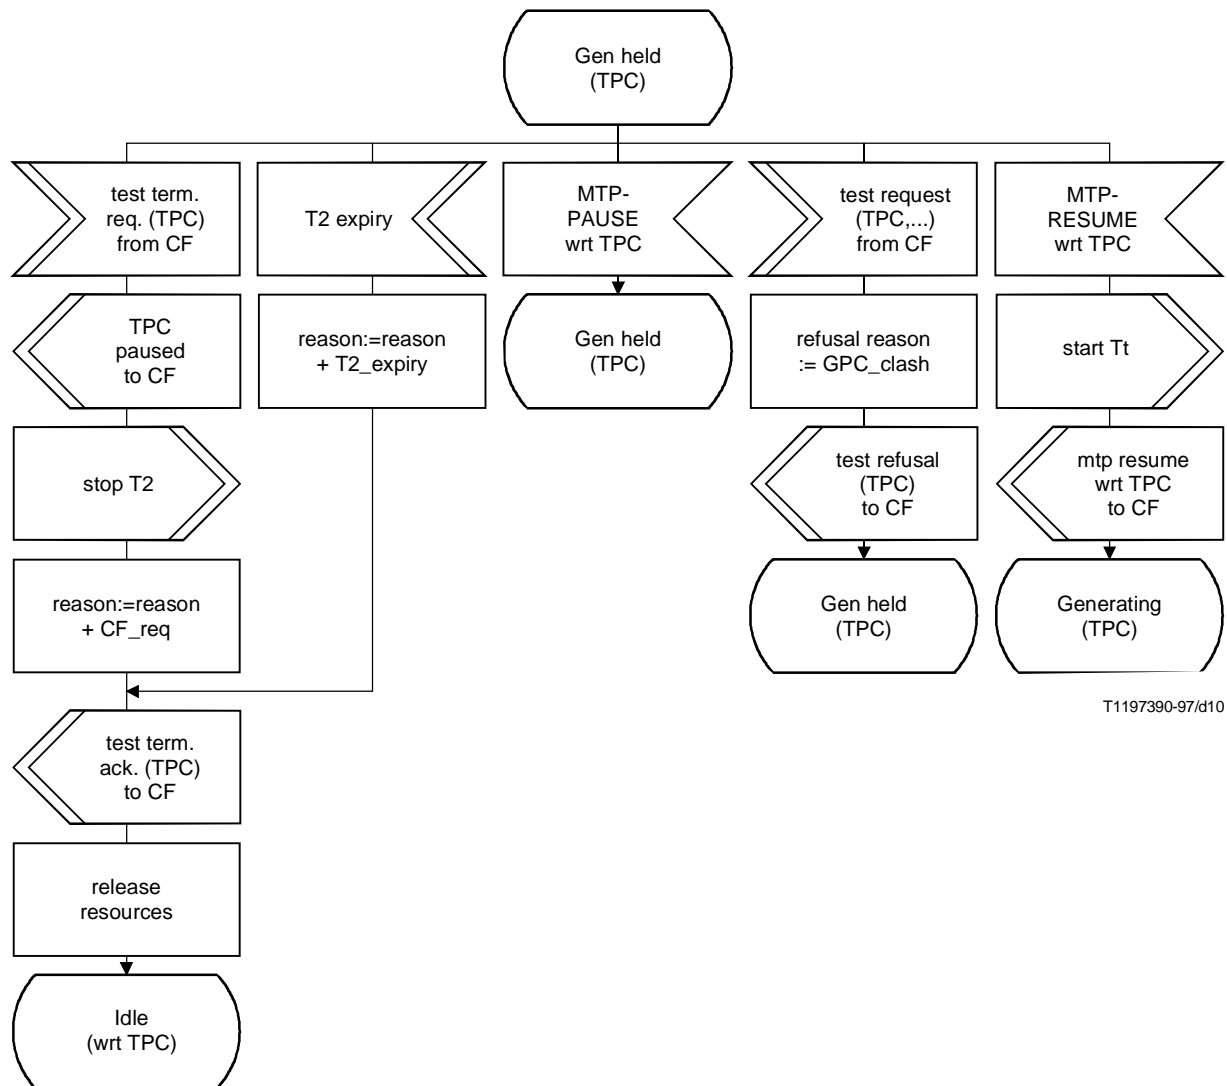 Gen held
(TPC)
test term.
req. (TPC)
from CF
T2 expiry
MTP-
PAUSE
wrt TPC
test request
(TPC,...)
from CF
MTP-
RESUME
wrt TPC
TPC
paused
to CF
reason:=reason
+ T2_expiry
Gen held
(TPC)
refusal reason
:= GPC_clash
start Tt
stop T2
test refusal
(TPC)
to CF
mtp resume
wrt TPC
to CF
reason:=reason
+ CF_req
Gen held
(TPC)
Generating
(TPC)
T1197390-97/d10
test term.
ack. (TPC)
to CF
release
resources
Idle
(wrt TPC)